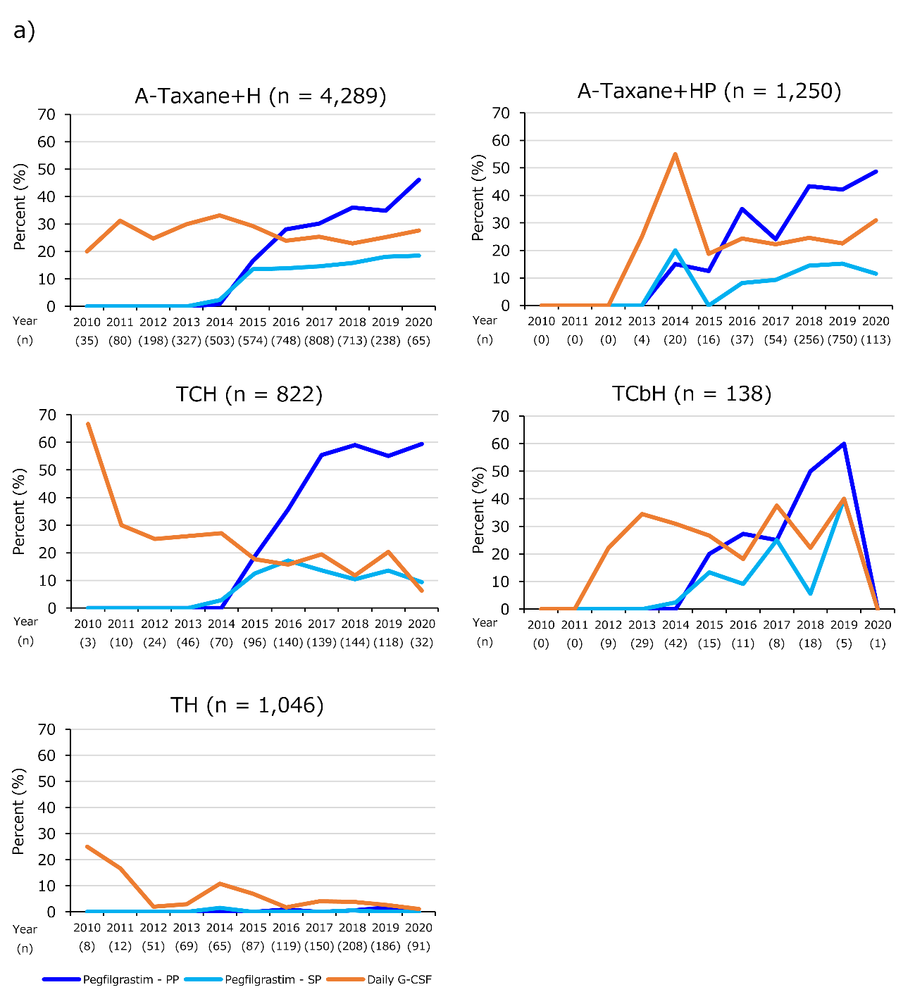 a)
A-Taxane+H (n = 4,289)
Percent (%)
70
60
50
40
30
20
10
0
Year 2010 2011 2012 2013 2014 2015 2016 2017 2018 2019 2020
(n) (35) (80) (198) (327) (503) (574) (748) (808) (713) (238) (65)
A-Taxane+HP (n = 1,250)
Percent (%)
70
60
50
40
30
20
10
0
Year 2010 2011 2012 2013 2014 2015 2016 2017 2018 2019 2020
(n) (0) (0) (0) (4) (20) (16) (37) (54) (256) (750) (113)
TCH (n = 822)
Percent (%)
70
60
50
40
30
20
10
0
Year 2010 2011 2012 2013 2014 2015 2016 2017 2018 2019 2020
(n) (3) (10) (24) (46) (70) (96) (140) (139) (144) (118) (32)
TCbH (n = 138)
Percent (%)
70
60
50
40
30
20
10
0
Year 2010 2011 2012 2013 2014 2015 2016 2017 2018 2019 2020
(n) (0) (0) (9) (29) (42) (15) (11) (8) (18) (5) (1)
TH (n = 1,046)
Percent (%)
70
60
50
40
30
20
10
0
Year 2010 2011 2012 2013 2014 2015 2016 2017 2018 2019 2020
(n) (8) (12) (51) (69) (65) (87) (119) (150) (208) (186) (91)
Pegfilgrastim - PP Pegfilgrastim - SP Daily G-CSF